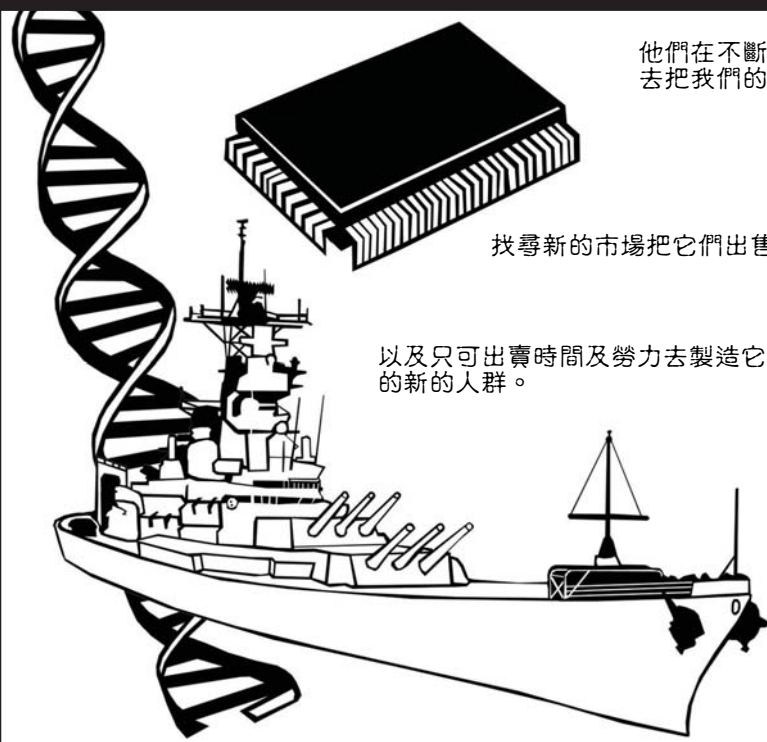 他們在不斷
去把我們的
找尋新的市場把它們出售
以及只可出賣時間及勞力去製造它
的新的人群。